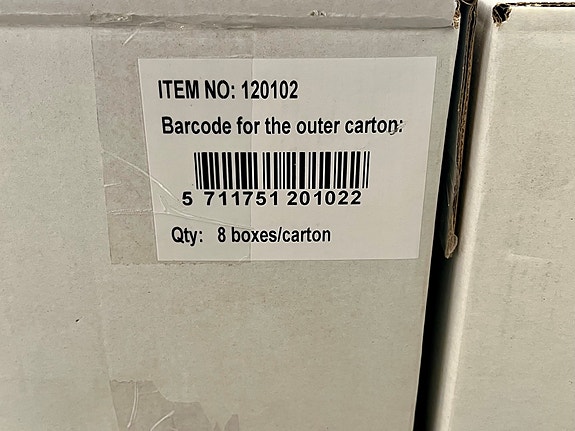 ITEM NO: 120102
Barcode for the outer carton:
5 711751 201022
Qty: 8 boxes/carton